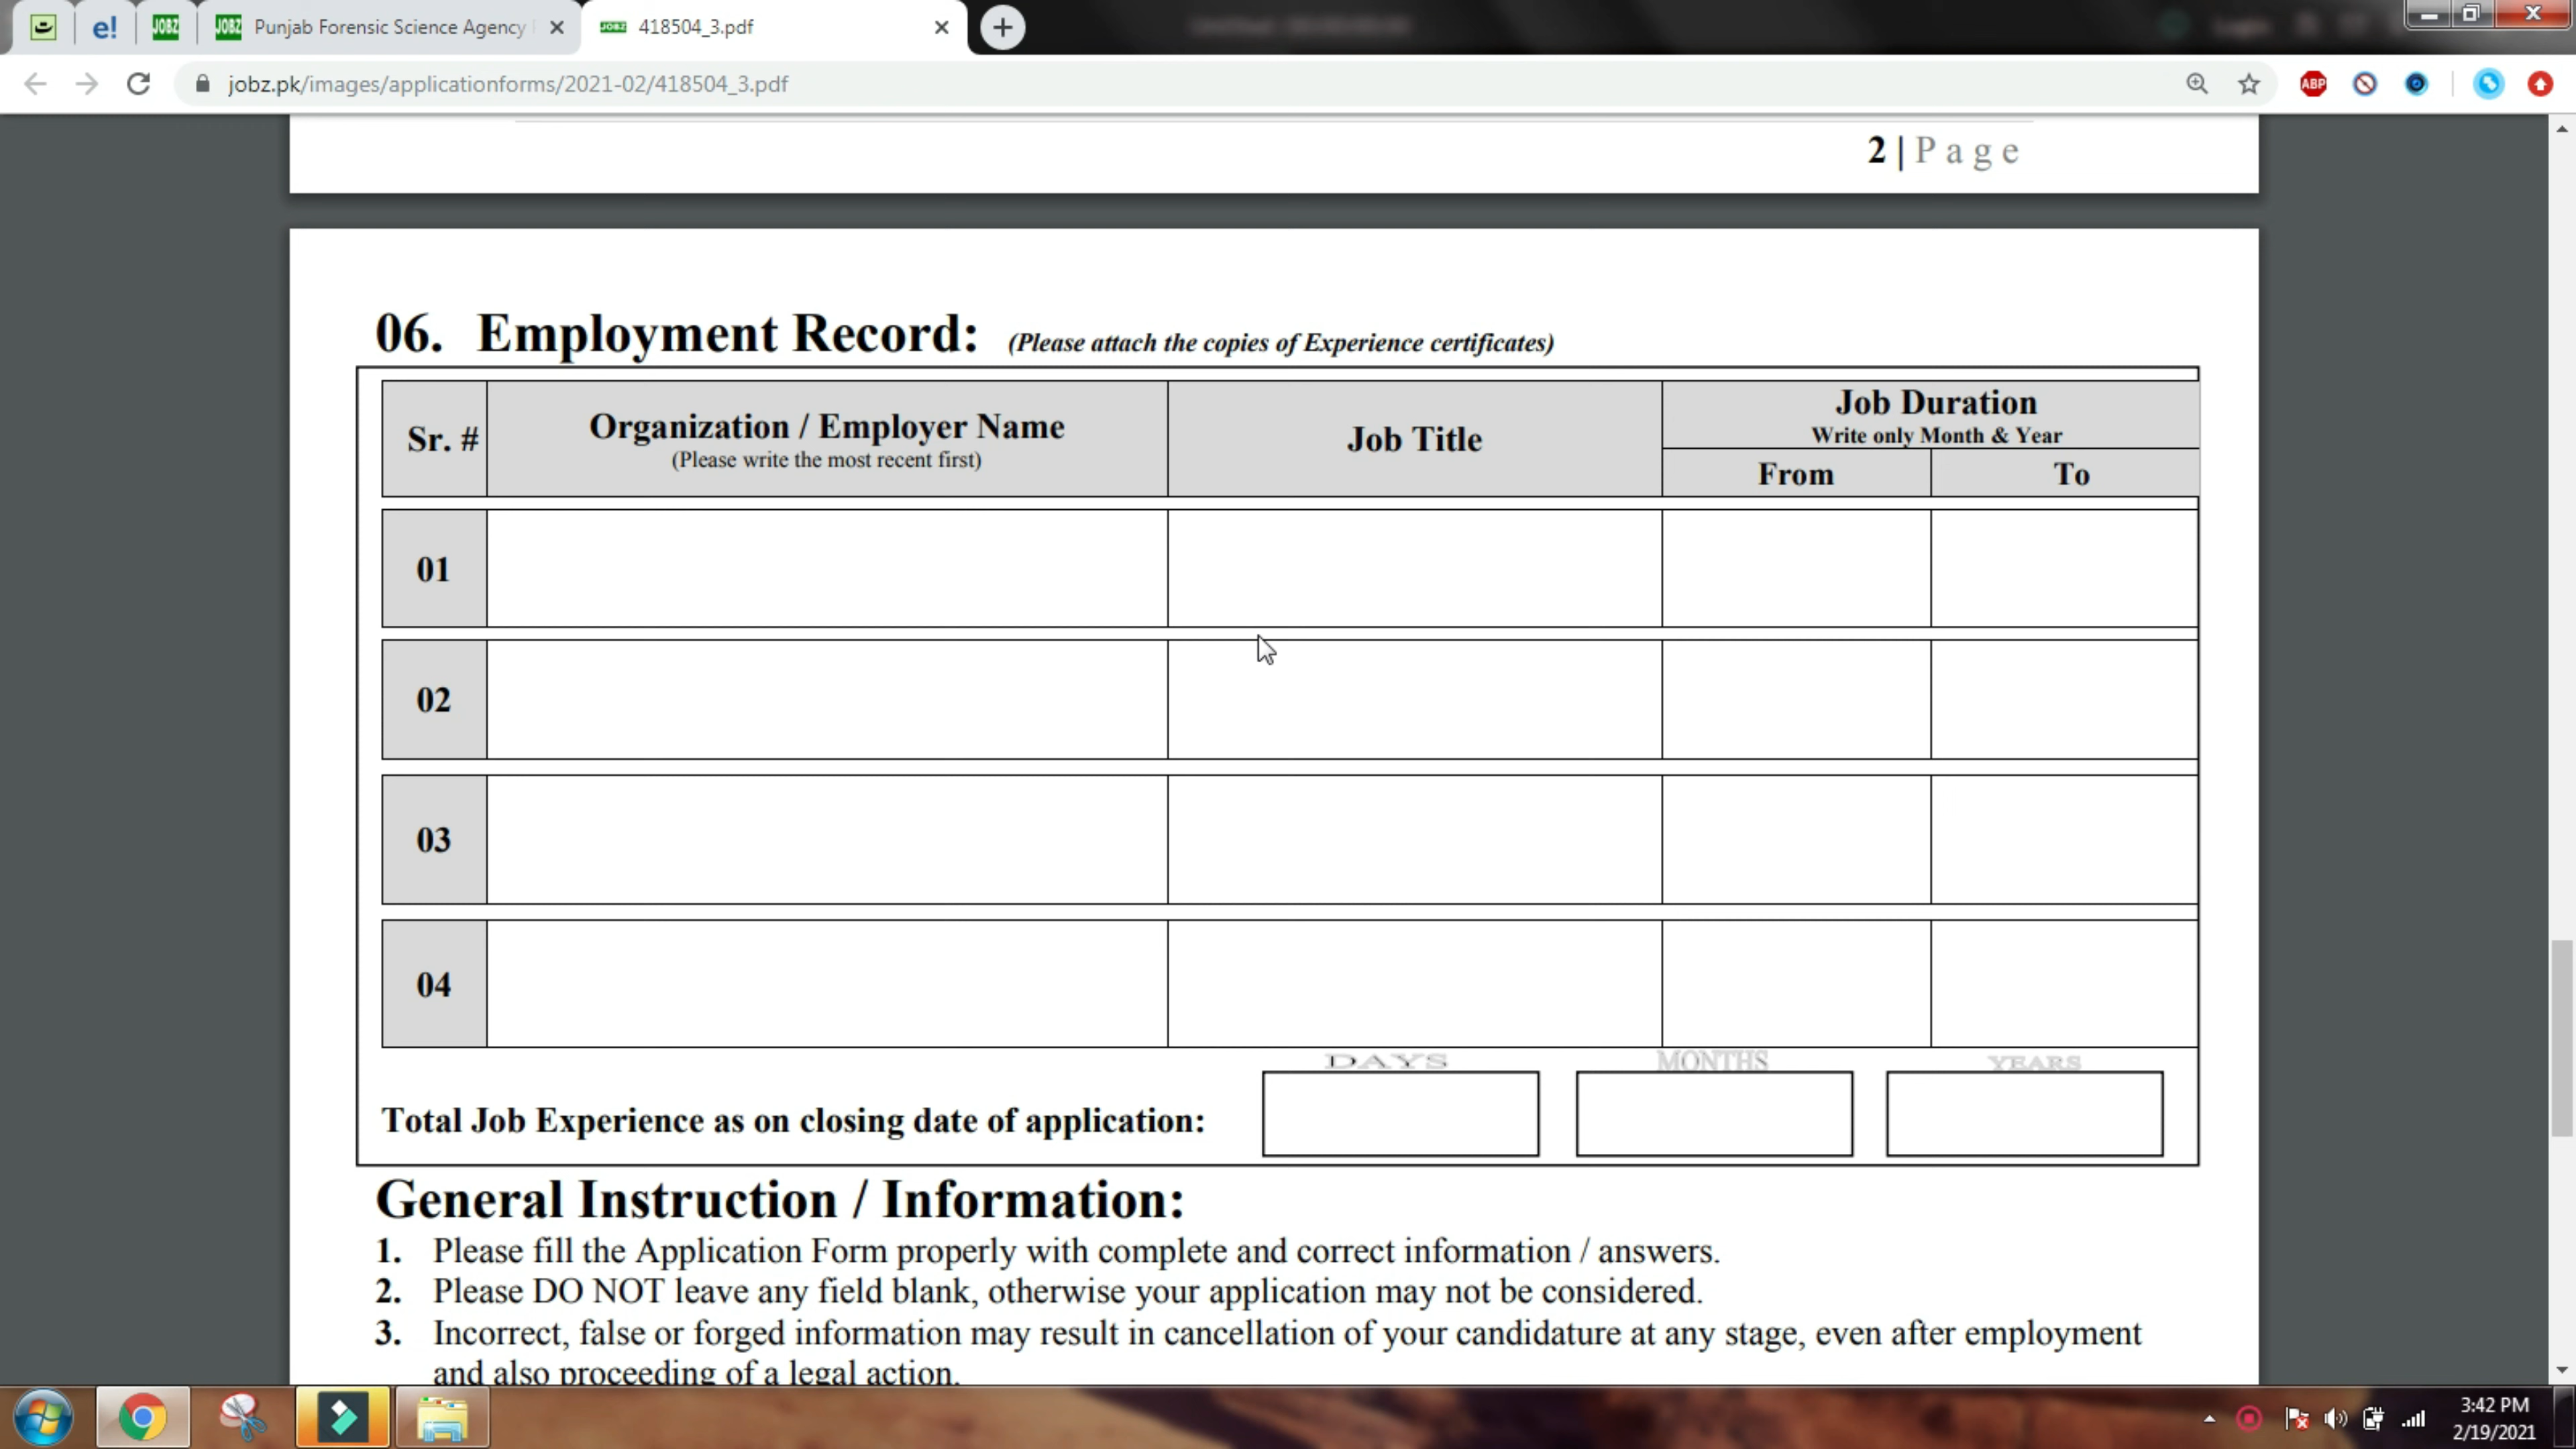 e!
JOBZ
JOBZ
Punjab Forensic Science Agency
JOBZ
418504_3.pdf
jobz.pk/images/applicationforms/2021-02/418504_3.pdf
ABP
2 | P a g e
06. Employment Record: (Please attach the copies of Experience certificates)
Sr. #
Organization / Employer Name
(Please write the most recent first)
Job Title
Job Duration
Write only Month & Year
From
To
01
02
03
04
DAYS
MONTHS
YEARS
Total Job Experience as on closing date of application:
General Instruction / Information:
1. Please fill the Application Form properly with complete and correct information / answers.
2. Please DO NOT leave any field blank, otherwise your application may not be considered.
3. Incorrect, false or forged information may result in cancellation of your candidature at any stage, even after employment
and also proceeding of a legal action.
3:42 PM
2/19/2021